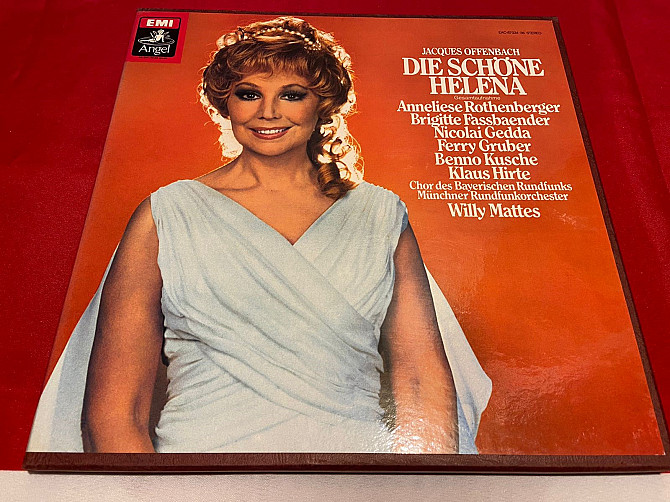 EMI
Angel
JACQUES OFFENBACH
DIE SCHÖNE
HELENA
Gesamtaufnahme
Anneliese Rothenberger
Brigitte Fassbaender
Nicolai Gedda
Ferry Gruber
Benno Kusche
Klaus Hirte
Chor des Bayerischen Rundfunks
Münchner Rundfunkorchester
Willy Mattes